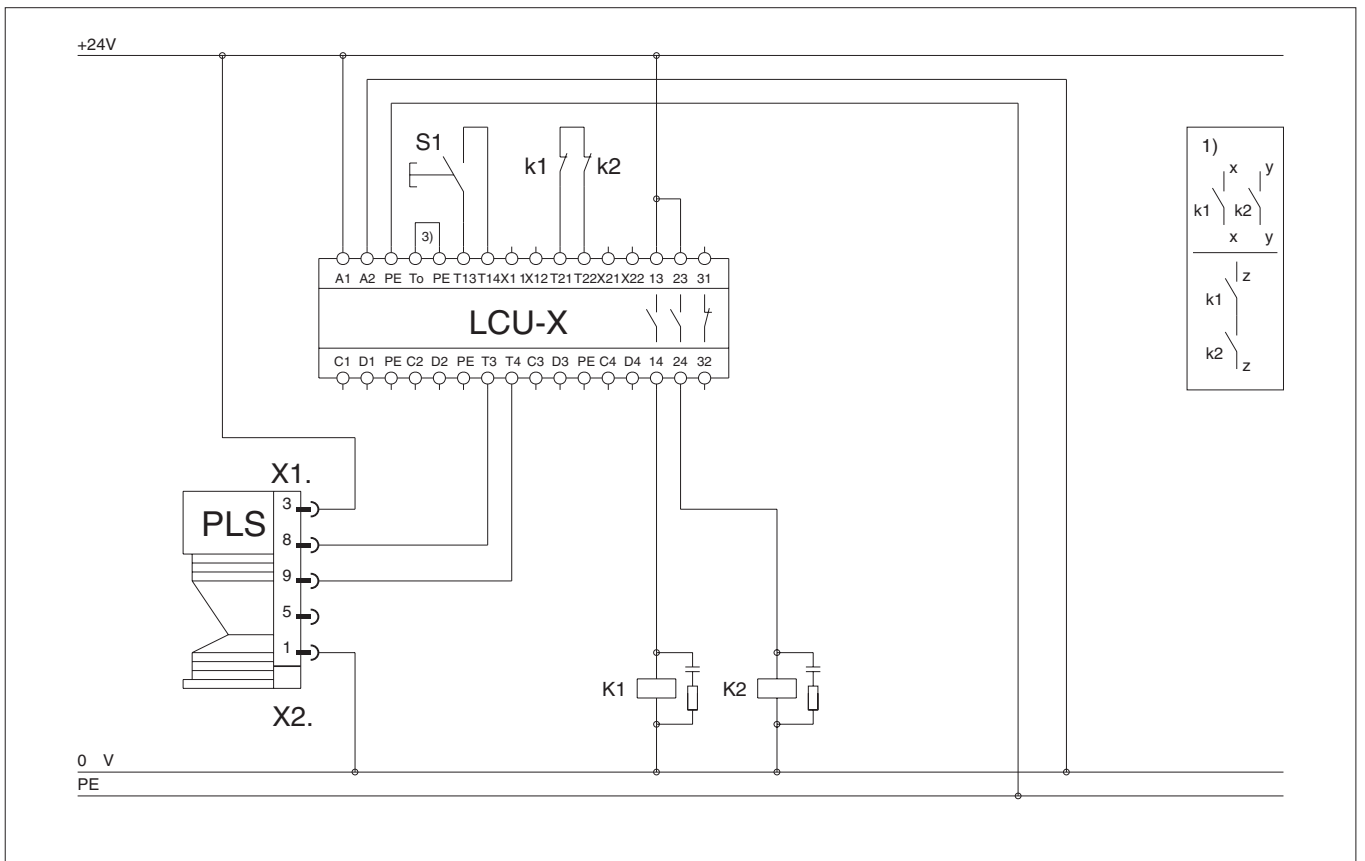 +24V
S1
k1
k2
3)
A1 A2 PE To PE T13 T14 X1 1X12 T21 T22 X21 X22 13 23 31
LCU-X
C1 D1 PE C2 D2 PE T3 T4 C3 D3 PE C4 D4 14 24 32
1)
x y
k1 k2
x y
z
k1
k2
z
X1.
PLS
3
8
9
5
1
X2.
K1
K2
0 V
PE